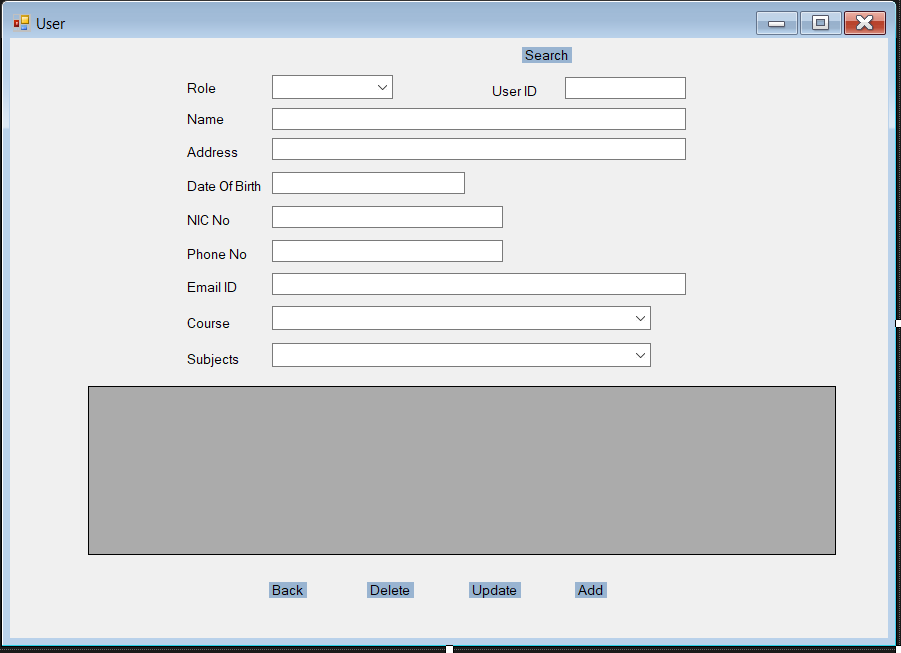 User
Search
Role User ID
Name
Address
Date Of Birth
NIC No
Phone No
Email ID
Course
Subjects
Back Delete Update Add